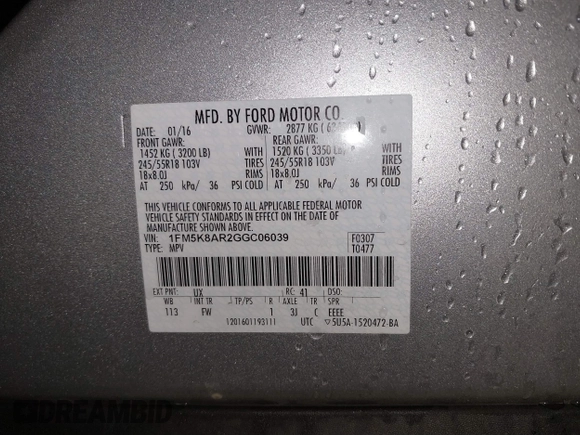 MFD. BY FORD MOTOR CO.
DATE: 01/16 GVWR: 2877 KG
FRONT GAWR: REAR GAWR:
1452 KG ( 3200 LB) WITH 1520 KG ( 3350 LB) WITH
245/55R18 103V TIRES 245/55R18 103V TIRES
18x8.0J RIMS 18x8.0J RIMS
AT 250 kPa/ 36 PSI COLD AT 250 kPa/ 36 PSI COLD
THIS VEHICLE CONFORMS TO ALL APPLICABLE FEDERAL MOTOR
VEHICLE SAFETY STANDARDS IN EFFECT ON THE DATE OF
MANUFACTURE SHOWN ABOVE.
VIN: 1FM5K8AR2GGC06039 F0307
TYPE: MPV T0477
EXT PNT: UX RC: 41 DSO:
WB INT TR TP/PS R AXLE TR SPR
113 FW 1 3J C EEEE
1201601193111 UTC ▽5U5A-1520472-BA
DREAMBID